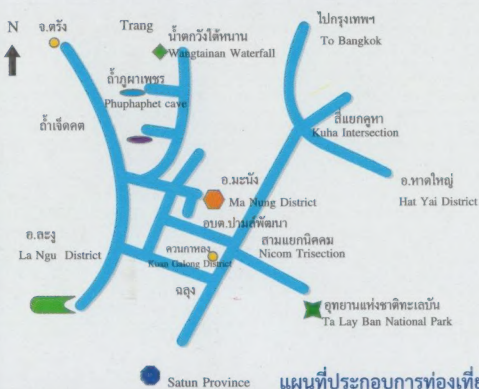 N
จ.ตรัง
Trang
น้ำตกวังใต้หนาน
Wangtainan Waterfall
ไปกรุงเทพฯ
To Bangkok
ถ้ำภูผาเพชร
Phuphaphet cave
ถ้ำเจ็ดคต
สี่แยกคูหา
Kuha Intersection
อ.มะนัง
Ma Nung District
อ.หาดใหญ่
Hat Yai District
อบต.ปาล์มพัฒนา
อ.ละงู
La Ngu District
ควนกาหลง
Kuan Galong District
สามแยกนิคคม
Nicom Trisection
ฉลุง
อุทยานแห่งชาติทะเลบัน
Ta Lay Ban National Park
Satun Province
แผนที่ประกอบการท่องเที่ย